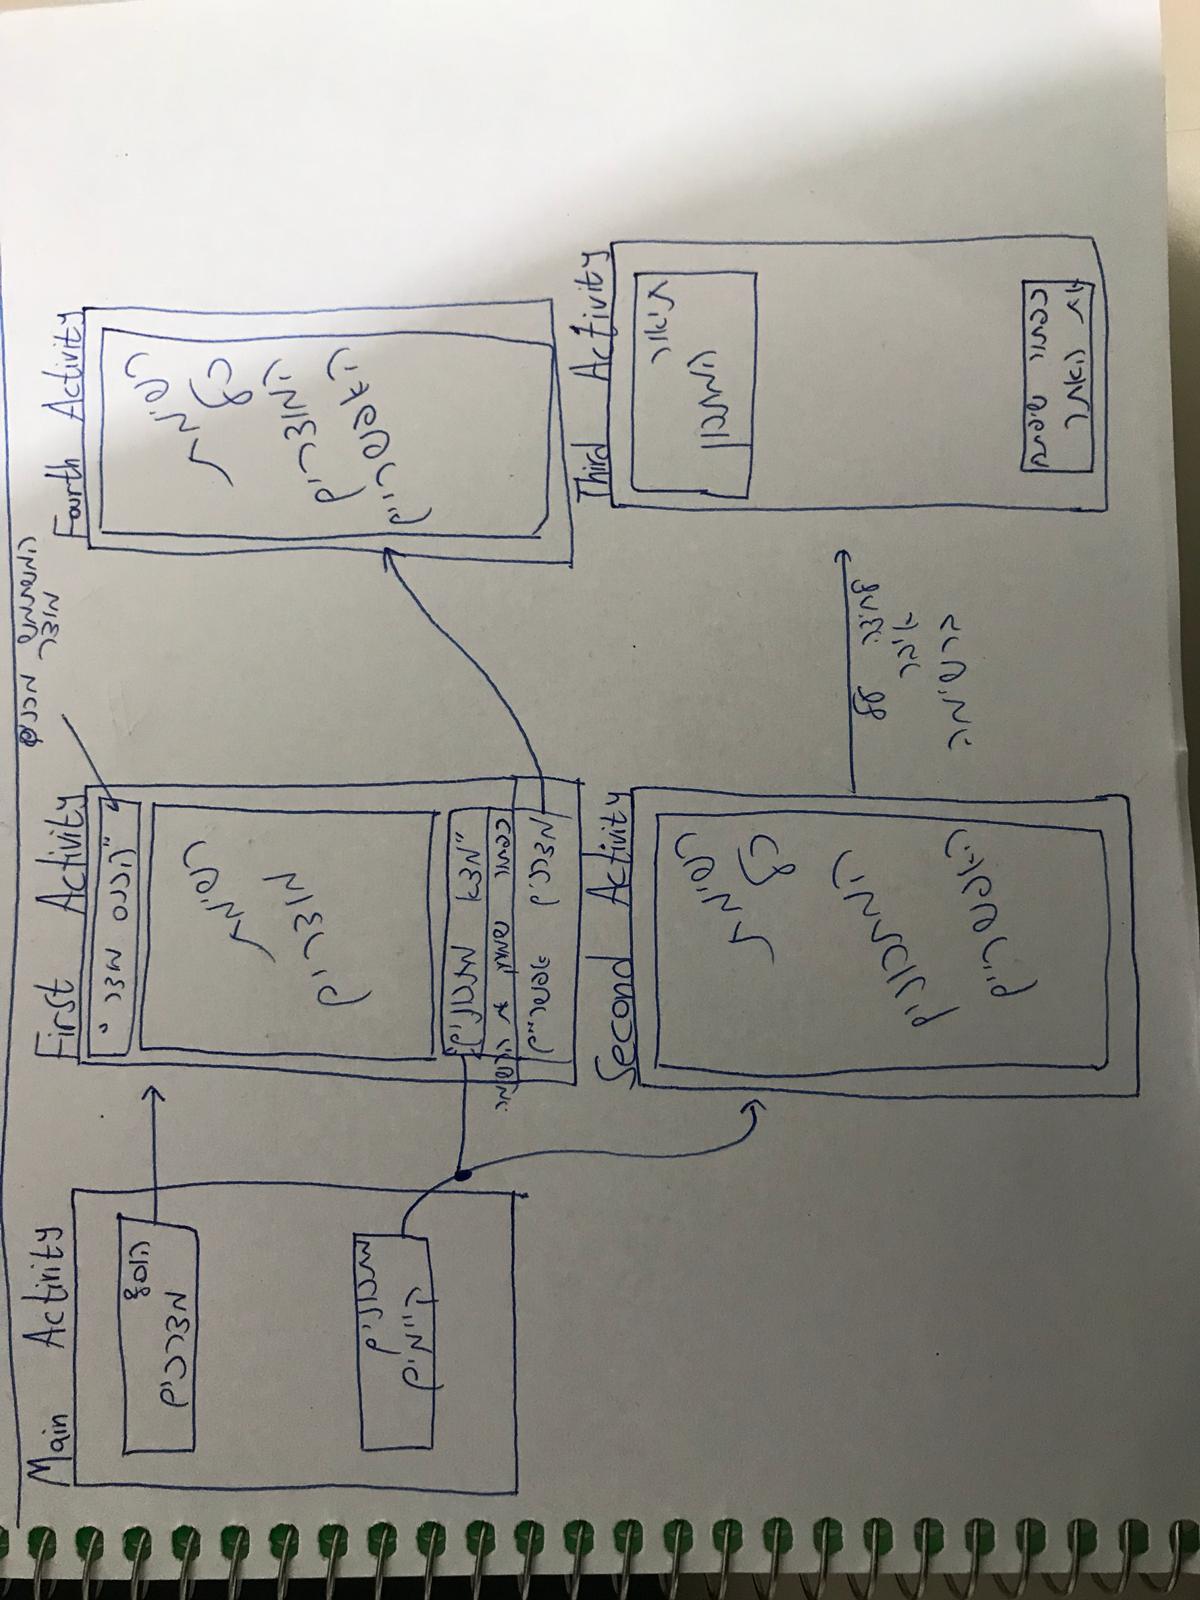 Main Activity
הוסף
מצרכים
מתכונים
קיימים
First Activity
המשתמש מכניס
מוצר
"הכנס מוצר"
רשימת
מוצרים
"מצא מתכונים
כפתור שמוחק את הרשימה
מצרכים אפשריים
Fourth Activity
רשימת
כל
המוצרים
האפשריים
Second Activity
רשימת
כל
המתכונים
האפשריים
לחיצה על
איבר
ברשימה
Third Activity
תיאור
המתכון
כפתור שיפתח
את האתר